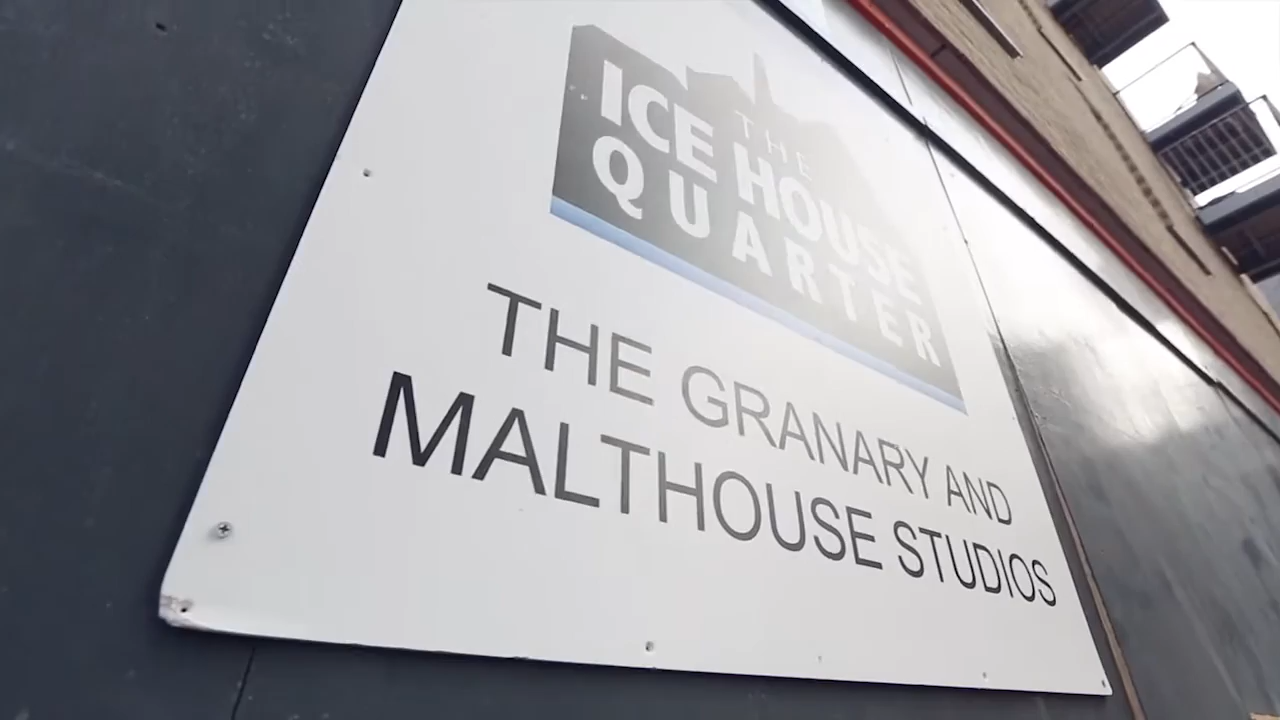 THE
ICE HOUSE
QUARTER
THE GRANARY AND
MALTHOUSE STUDIOS